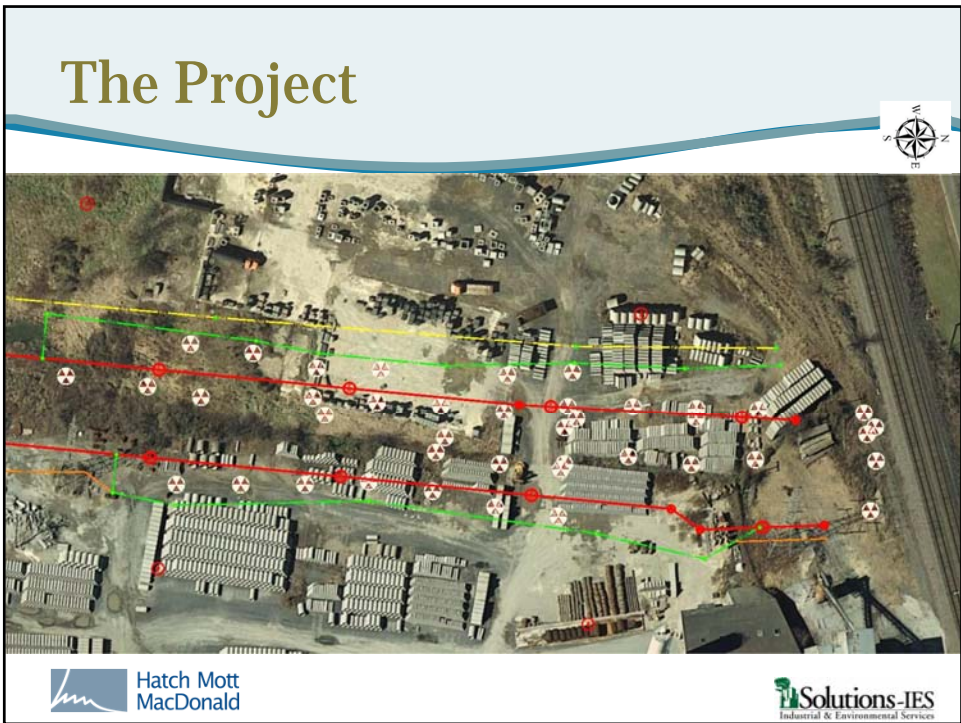 The Project
W
S
N
E
Hatch Mott
MacDonald
Solutions-IES
Industrial & Environmental Services